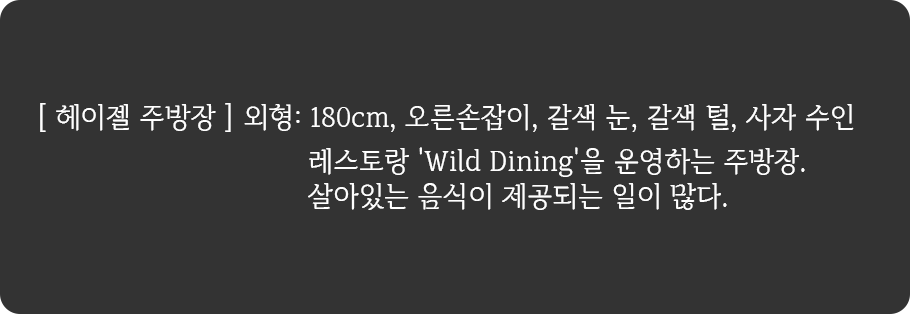 [ 헤이젤 주방장 ] 외형: 180cm, 오른손잡이, 갈색 눈, 갈색 털, 사자 수인
레스토랑 'Wild Dining'을 운영하는 주방장.
살아있는 음식이 제공되는 일이 많다.